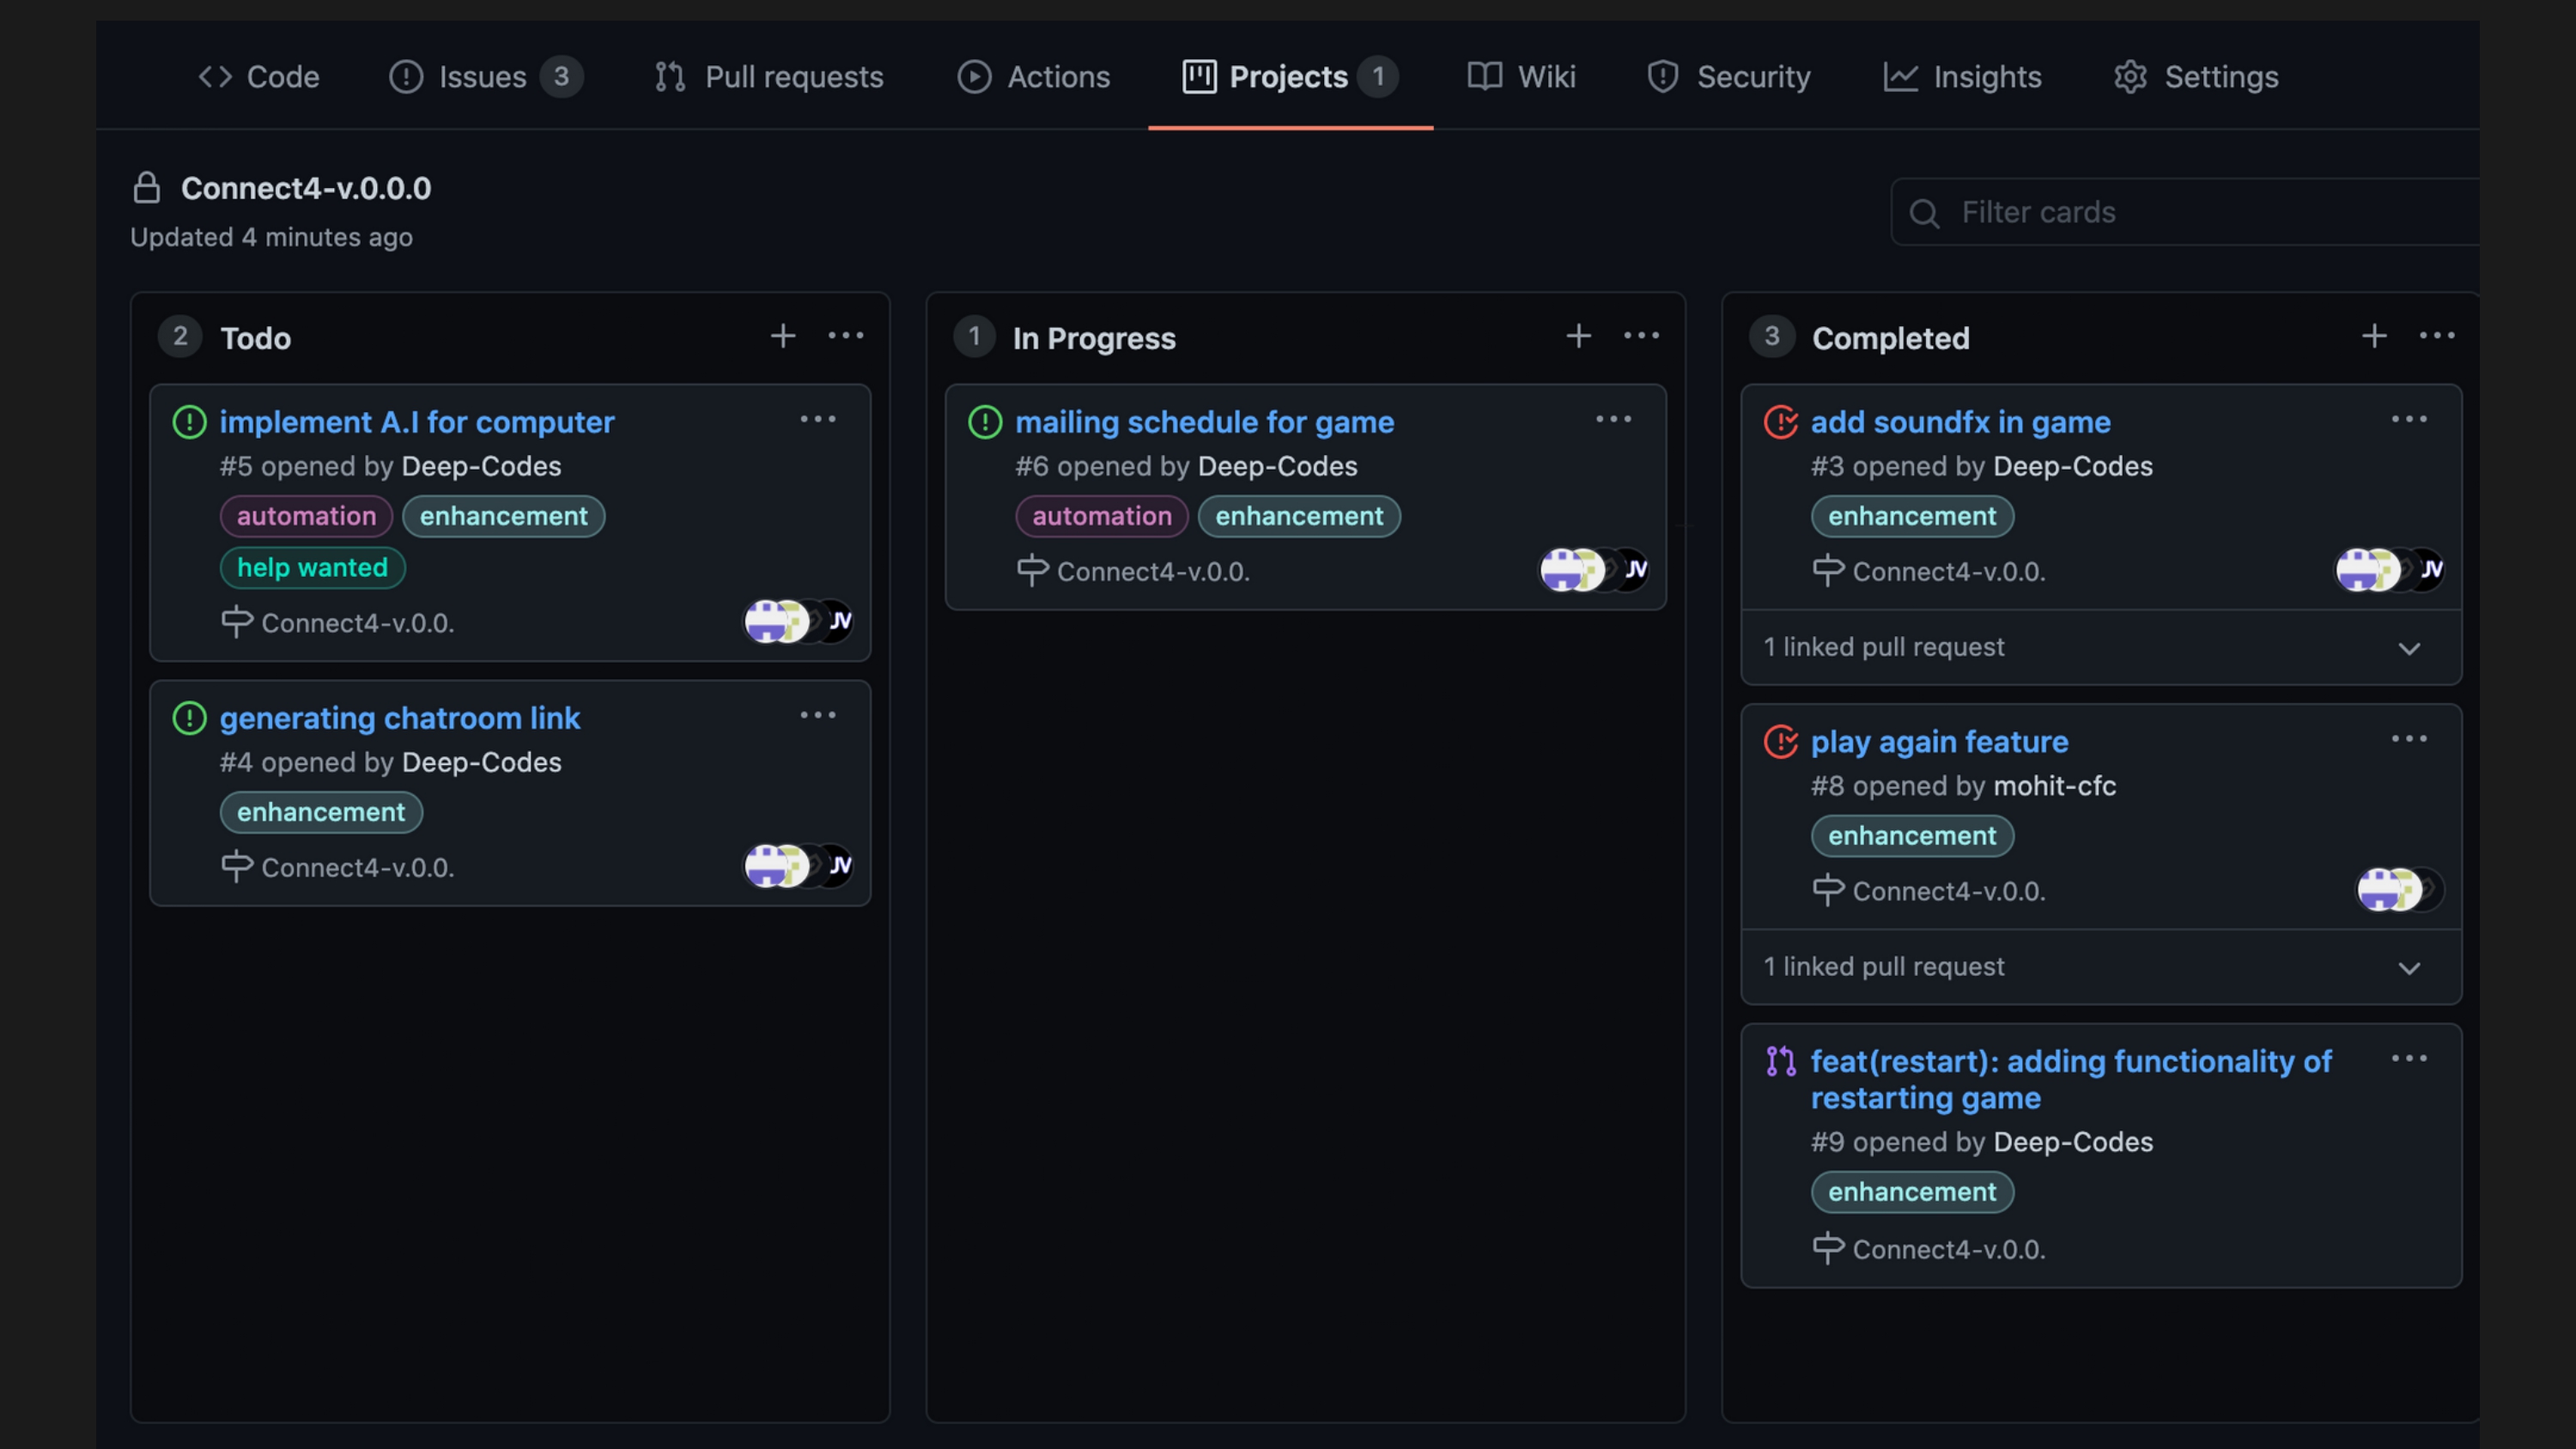 Code Issues 3 Pull requests Actions Projects 1 Wiki Security Insights Settings
Connect4-v.0.0.0
Updated 4 minutes ago
Filter cards
2 Todo
implement A.I for computer
#5 opened by Deep-Codes
automation enhancement
help wanted
Connect4-v.0.0.
JV
generating chatroom link
#4 opened by Deep-Codes
enhancement
Connect4-v.0.0.
JV
1 In Progress
mailing schedule for game
#6 opened by Deep-Codes
automation enhancement
Connect4-v.0.0.
JV
3 Completed
add soundfx in game
#3 opened by Deep-Codes
enhancement
Connect4-v.0.0.
JV
1 linked pull request
play again feature
#8 opened by mohit-cfc
enhancement
Connect4-v.0.0.
1 linked pull request
feat(restart): adding functionality of
restarting game
#9 opened by Deep-Codes
enhancement
Connect4-v.0.0.